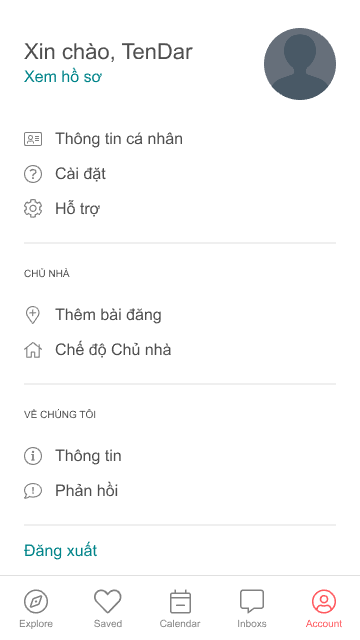 Xin chào, TenDar
Xem hồ sơ
Thông tin cá nhân
Cài đặt
Hỗ trợ
CHỦ NHÀ
Thêm bài đăng
Chế độ Chủ nhà
VỀ CHÚNG TÔI
Thông tin
Phản hồi
Đăng xuất
Explore Saved Calendar Inboxs Account